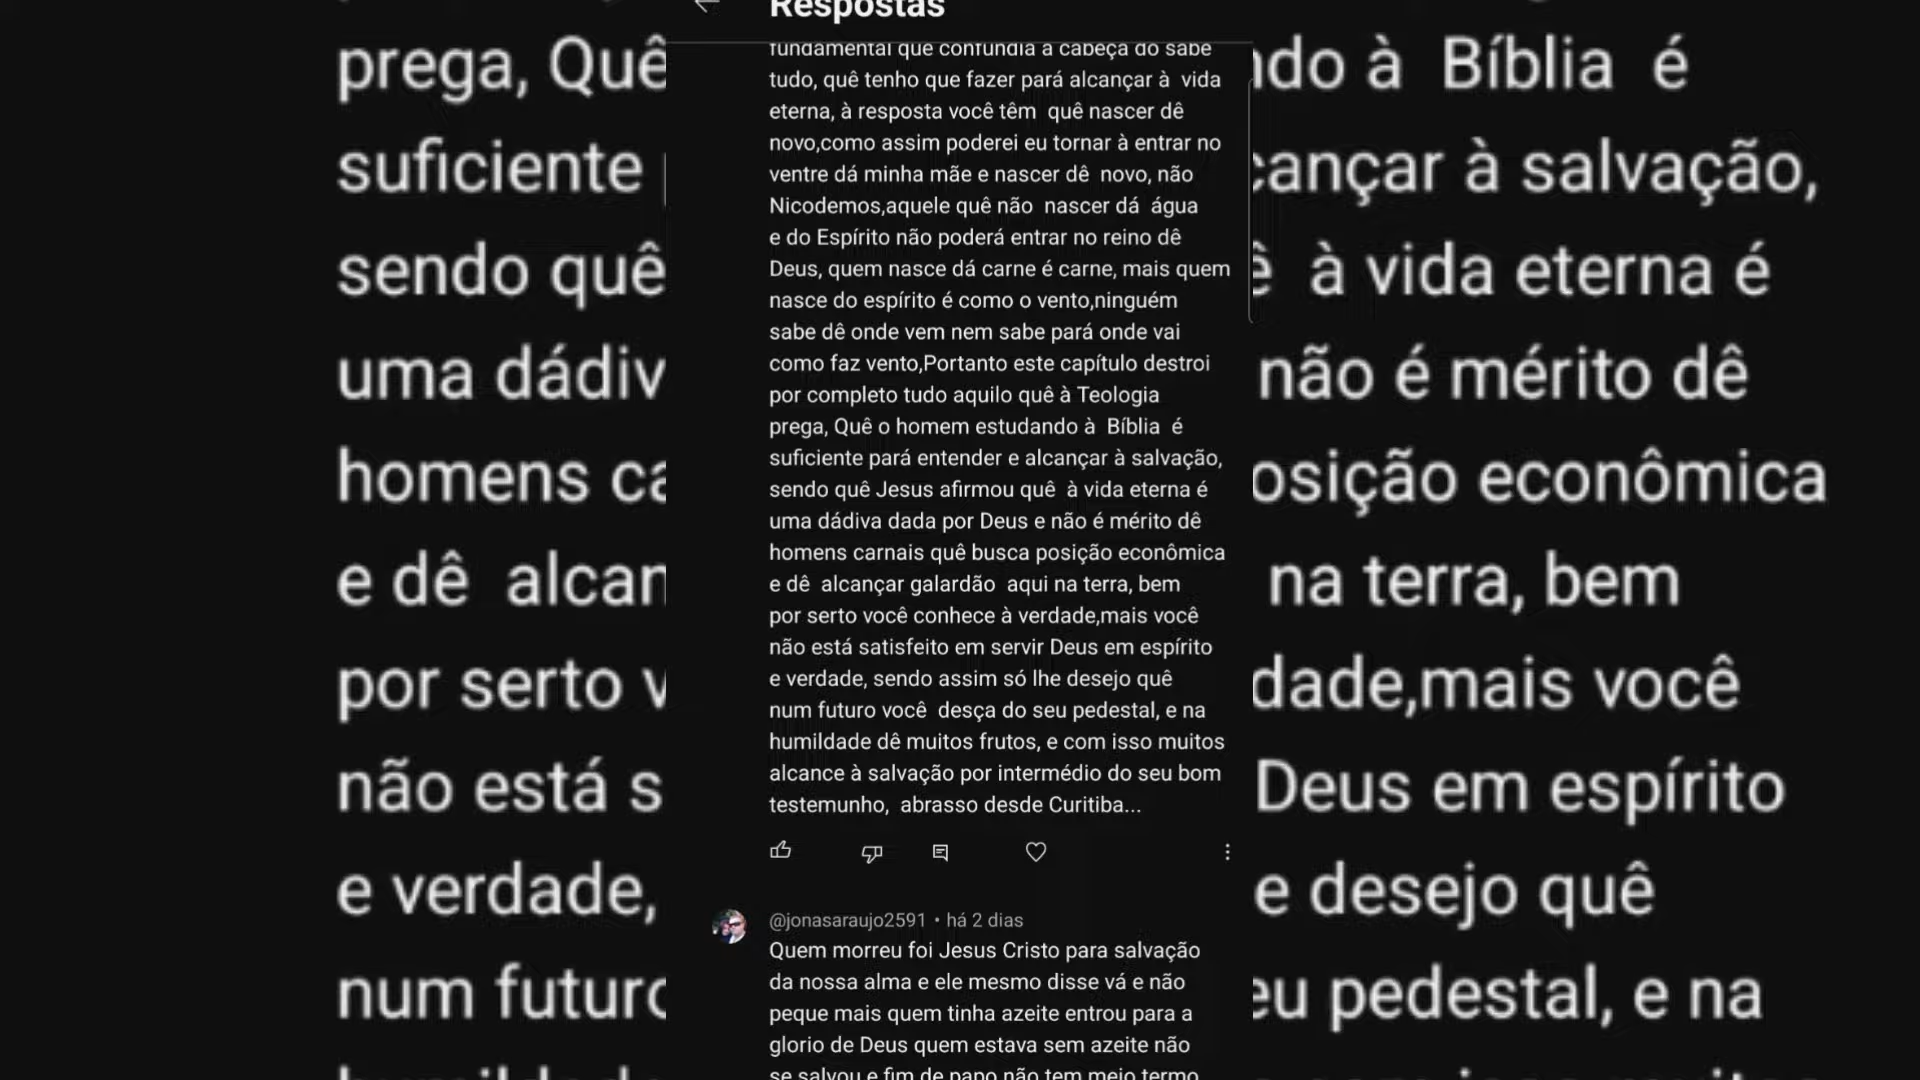 Respostas
fundamental que confundia a cabeça do sabe
tudo, quê tenho que fazer pará alcançar à vida
eterna, à resposta você têm quê nascer dê
novo,como assim poderei eu tornar à entrar no
ventre dá minha mãe e nascer dê novo, não
Nicodemos,aquele quê não nascer dá água
e do Espírito não poderá entrar no reino dê
Deus, quem nasce dá carne é carne, mais quem
nasce do espírito é como o vento,ninguém
sabe dê onde vem nem sabe pará onde vai
como faz vento,Portanto este capítulo destroi
por completo tudo aquilo quê à Teologia
prega, Quê o homem estudando à Bíblia é
suficiente pará entender e alcançar à salvação,
sendo quê Jesus afirmou quê à vida eterna é
uma dádiva dada por Deus e não é mérito dê
homens carnais quê busca posição econômica
e dê alcançar galardão aqui na terra, bem
por serto você conhece à verdade,mais você
não está satisfeito em servir Deus em espírito
e verdade, sendo assim só lhe desejo quê
num futuro você desça do seu pedestal, e na
humildade dê muitos frutos, e com isso muitos
alcance à salvação por intermédio do seu bom
testemunho, abrasso desde Curitiba...
@jonasaraujo2591 • há 2 dias
Quem morreu foi Jesus Cristo para salvação
da nossa alma e ele mesmo disse vá e não
peque mais quem tinha azeite entrou para a
glorio de Deus quem estava sem azeite não
se salvou e fim de papo não tem meio termo
prega, Quê
suficiente
sendo quê
uma dádiv
homens ca
e dê alcan
por serto v
não está s
e verdade,
num futuro
ndo à Bíblia é
cançar à salvação,
ê à vida eterna é
não é mérito dê
osição econômica
na terra, bem
dade,mais você
Deus em espírito
e desejo quê
eu pedestal, e na